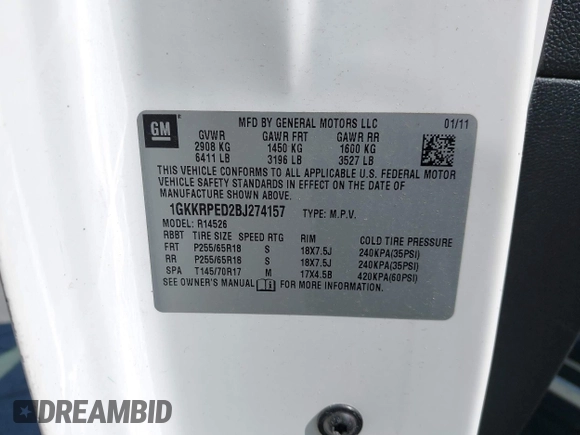 GM
MFD BY GENERAL MOTORS LLC 01/11
GVWR GAWR FRT GAWR RR
2908 KG 1450 KG 1600 KG
6411 LB 3196 LB 3527 LB
THIS VEHICLE CONFORMS TO ALL APPLICABLE U.S. FEDERAL MOTOR
VEHICLE SAFETY STANDARDS IN EFFECT ON THE DATE OF
MANUFACTURE SHOWN ABOVE.
1GKKRPED2BJ274157 TYPE: M.P.V.
MODEL: R14526
RBBT TIRE SIZE SPEED RTG RIM COLD TIRE PRESSURE
FRT P255/65R18 S 18X7.5J 240KPA(35PSI)
RR P255/65R18 S 18X7.5J 240KPA(35PSI)
SPA T145/70R17 M 17X4.5B 420KPA(60PSI)
SEE OWNER'S MANUAL FOR MORE INFORMATION.
DREAMBID